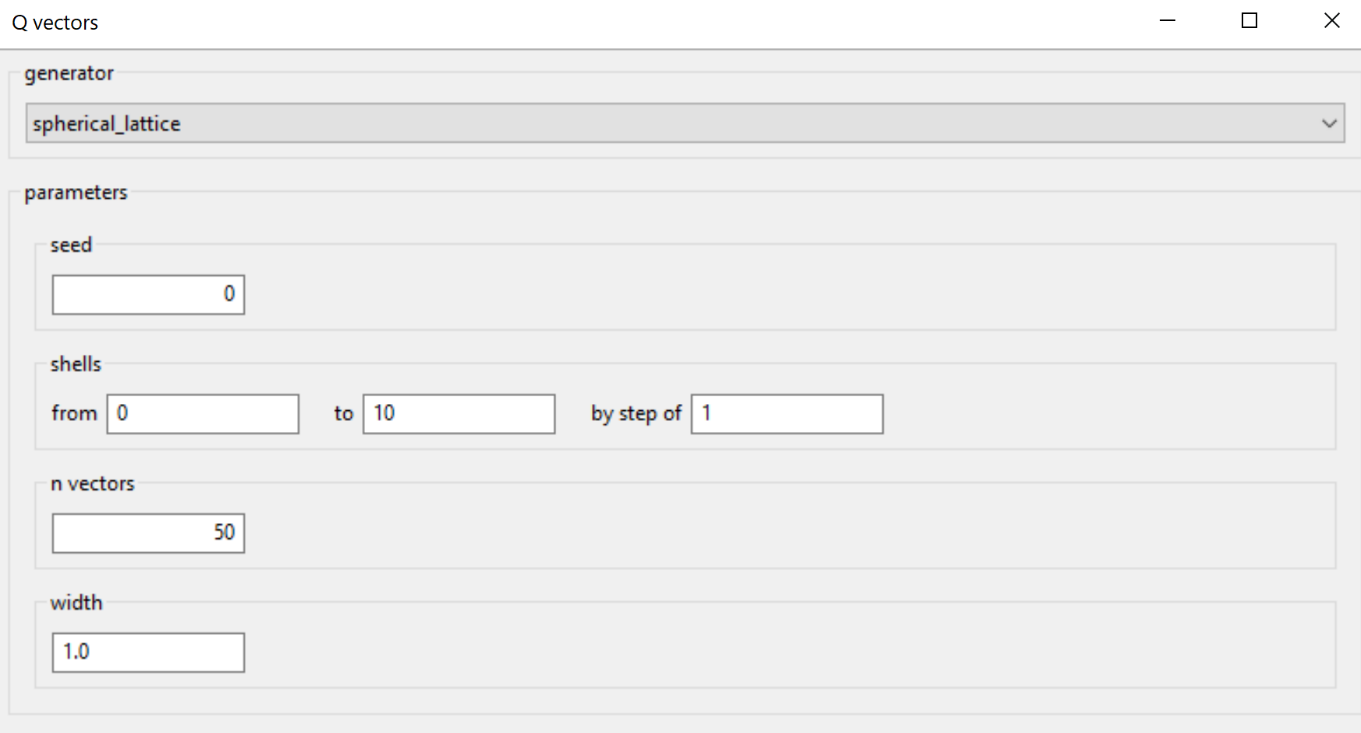 Q vectors
generator
spherical_lattice
parameters
seed
0
shells
from 0 to 10 by step of 1
n vectors
50
width
1.0